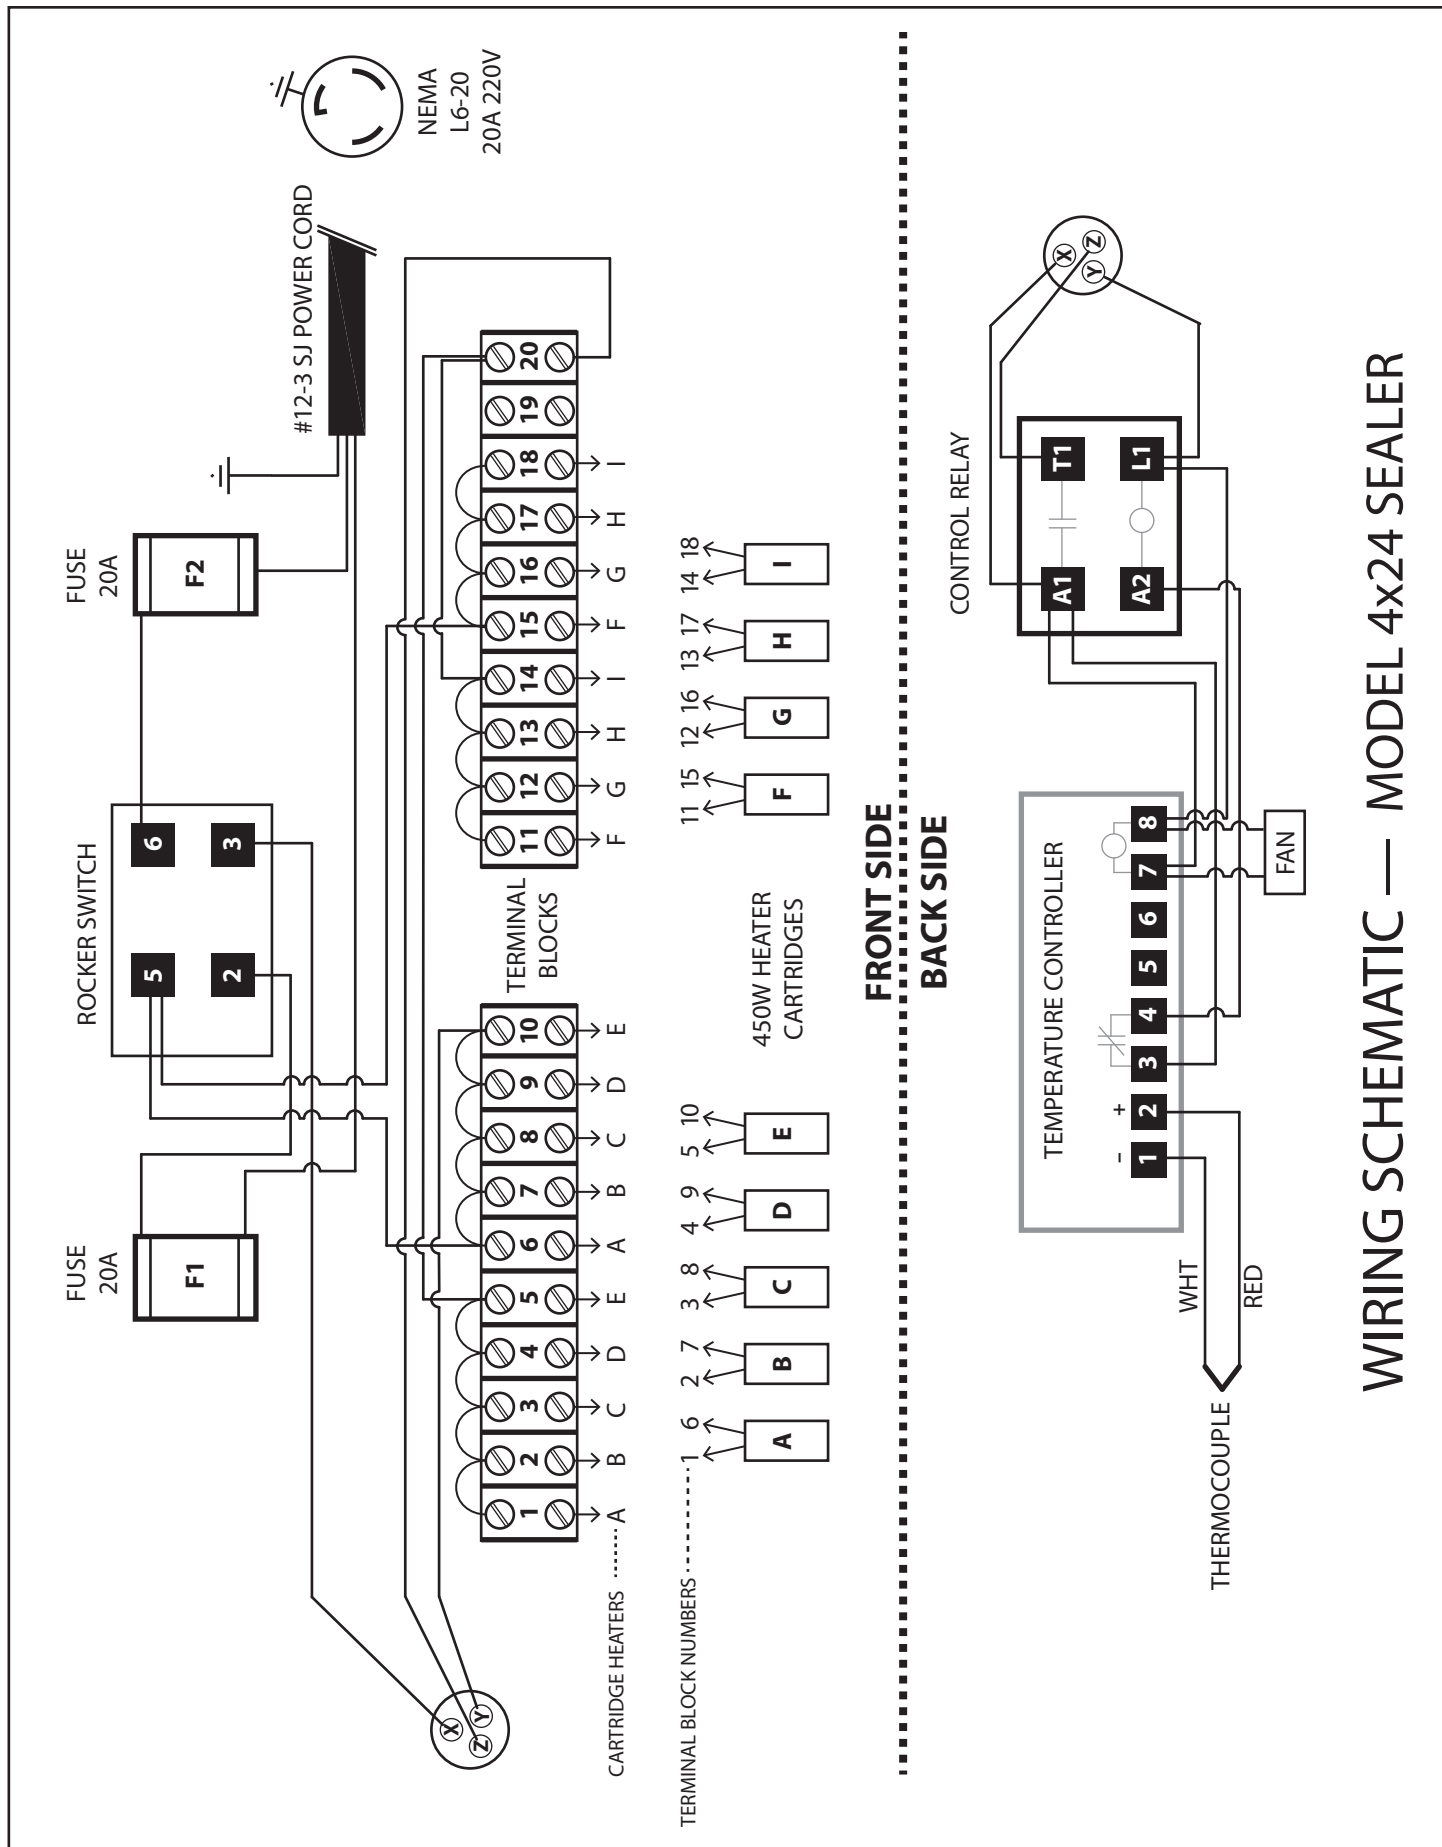 FUSE
20A
F1
ROCKER SWITCH
5
6
2
3
FUSE
20A
F2
#12-3 SJ POWER CORD
NEMA
L6-20
20A 220V
X
Z
Y
1 2 3 4 5 6 7 8 9 10
TERMINAL
BLOCKS
11 12 13 14 15 16 17 18 19 20
CARTRIDGE HEATERS
A B C D E A B C D E
F G H I F G H I
TERMINAL BLOCK NUMBERS
1 6 2 7 3 8 4 9 5 10
11 15 12 16 13 17 14 18
A B C D E
450W HEATER
CARTRIDGES
F G H I
FRONT SIDE
BACK SIDE
THERMOCOUPLE
WHT
RED
TEMPERATURE CONTROLLER
– +
1 2 3 4 5 6 7 8
FAN
CONTROL RELAY
A1 T1
A2 L1
X
Y Z
WIRING SCHEMATIC — MODEL 4x24 SEALER